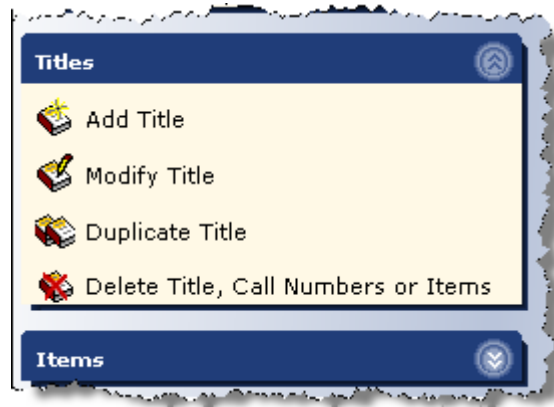 Titles
Add Title
Modify Title
Duplicate Title
Delete Title, Call Numbers or Items
Items